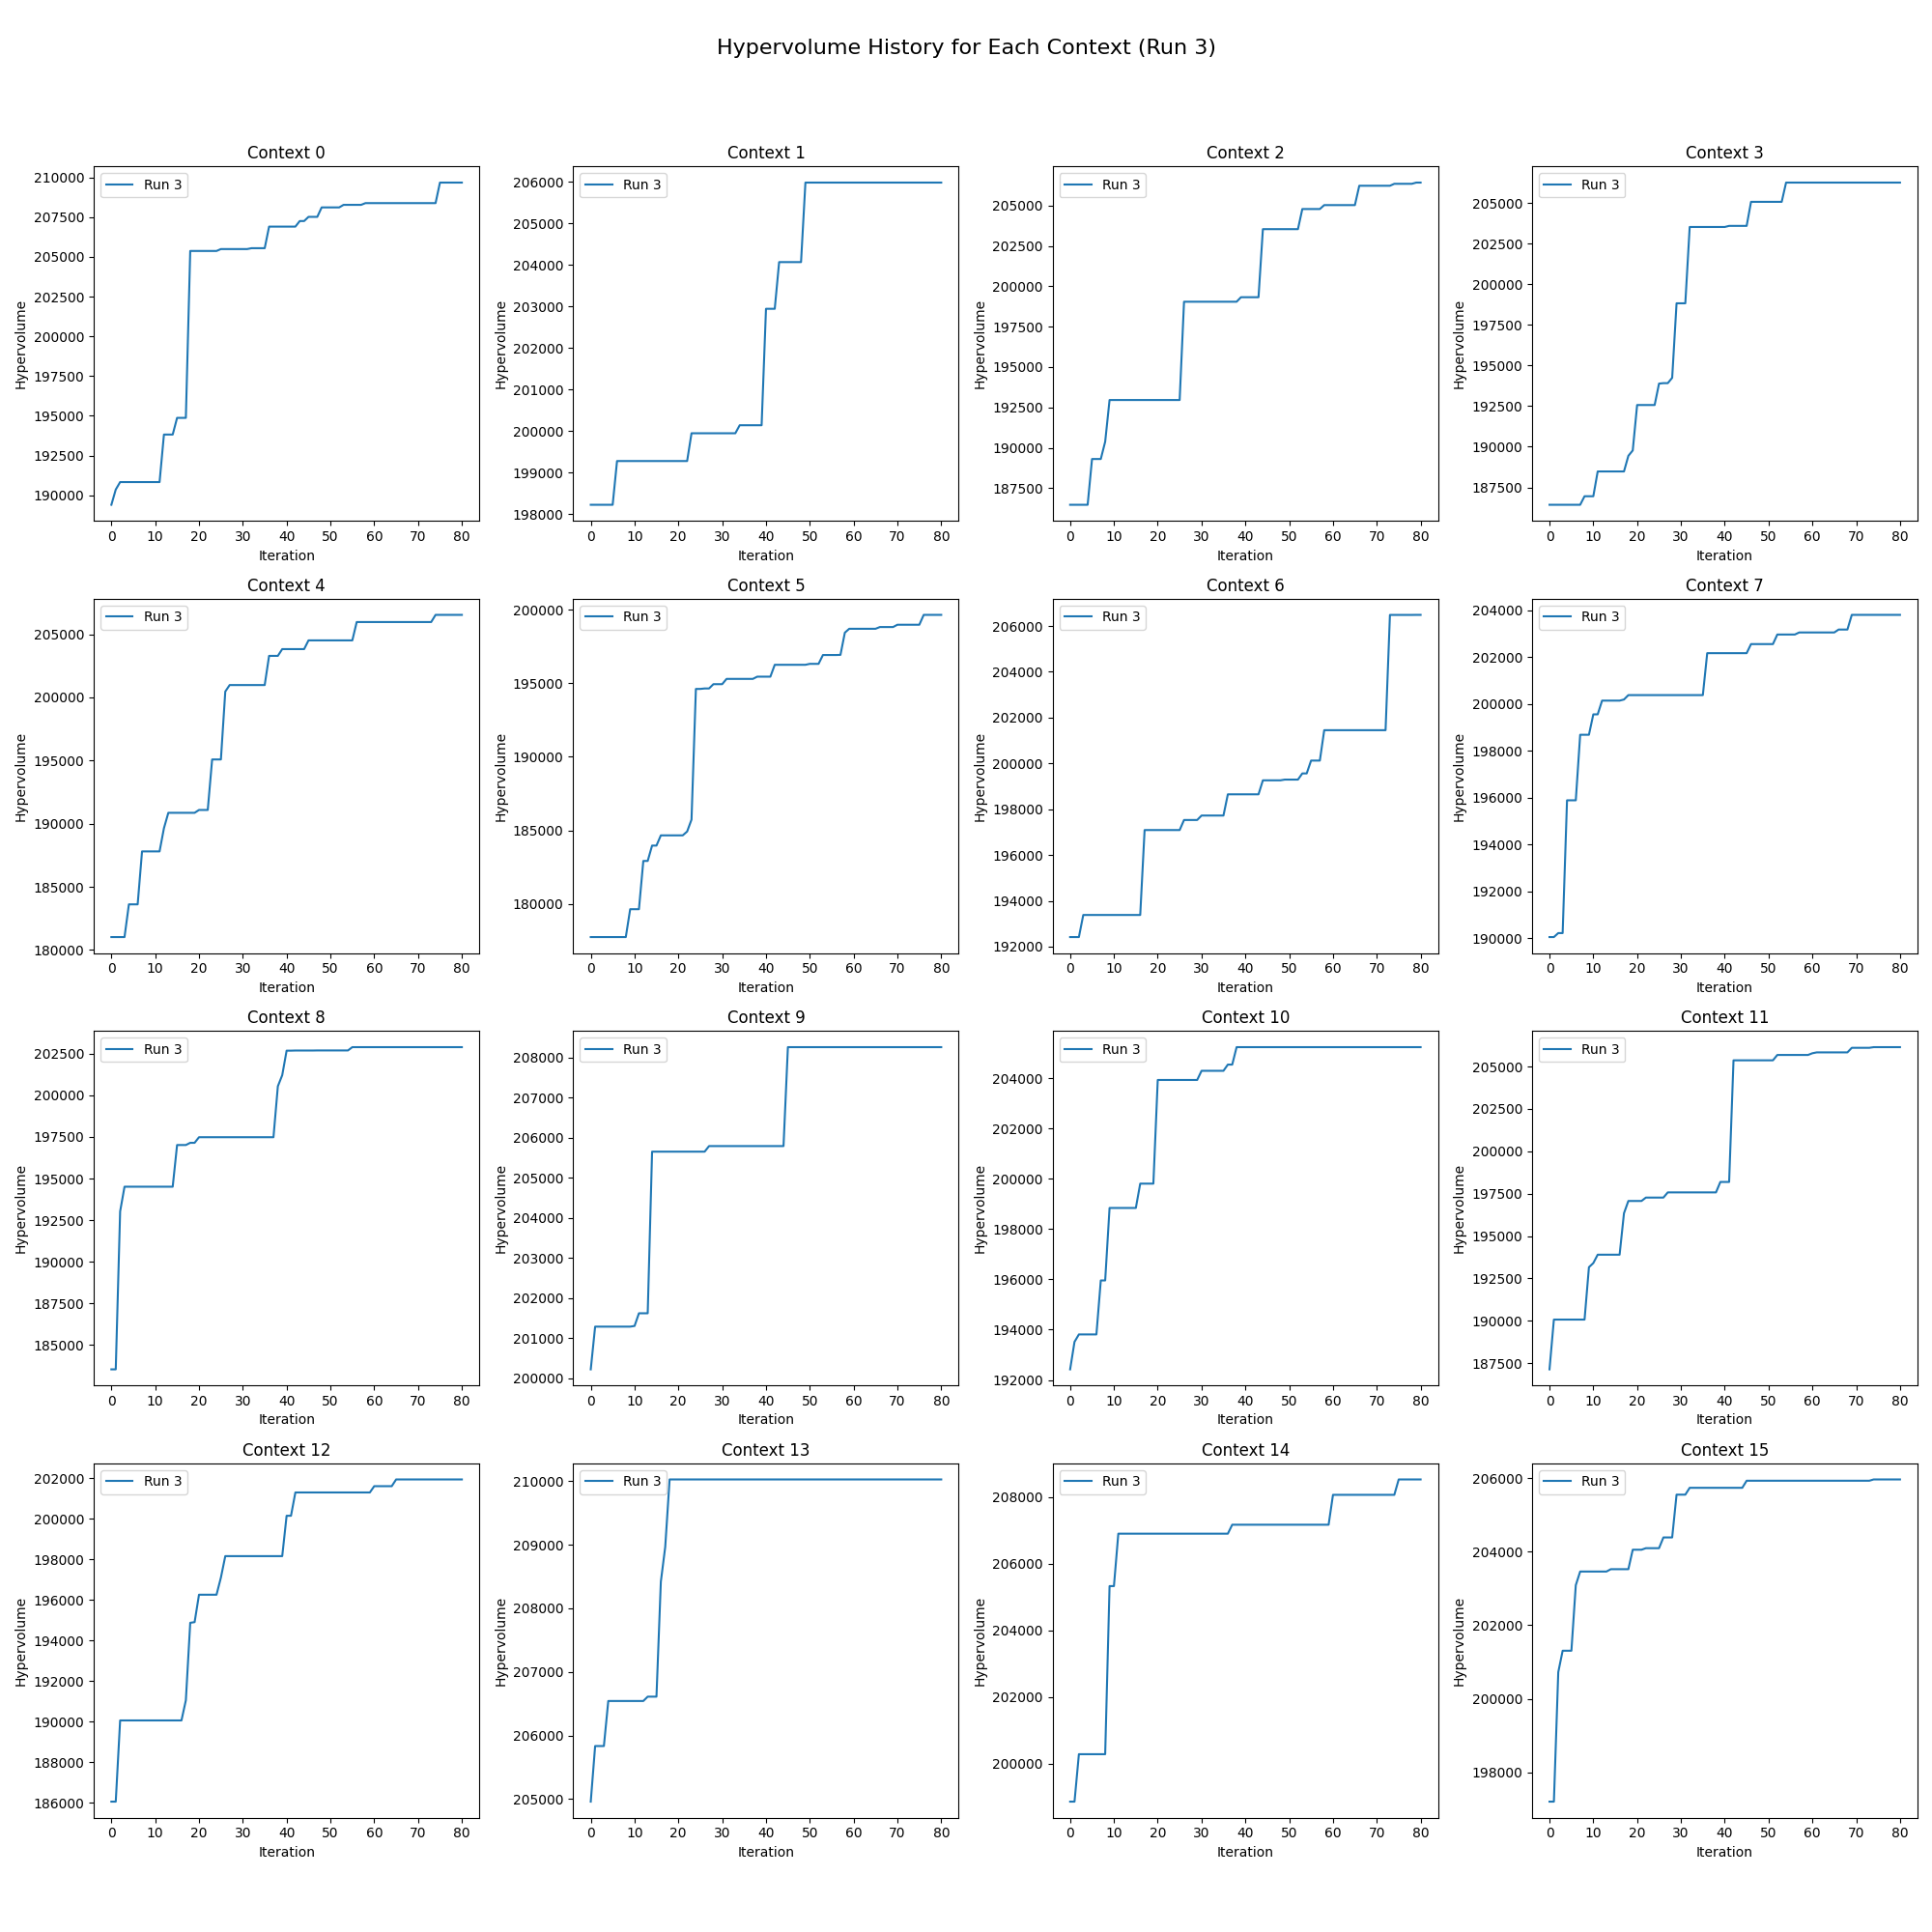 Hypervolume History for Each Context (Run 3)
Context 0
Run 3
210000
207500
205000
202500
200000
197500
195000
192500
190000
Hypervolume
0 10 20 30 40 50 60 70 80
Iteration
Context 1
Run 3
206000
205000
204000
203000
202000
201000
200000
199000
198000
Hypervolume
0 10 20 30 40 50 60 70 80
Iteration
Context 2
Run 3
205000
202500
200000
197500
195000
192500
190000
187500
Hypervolume
0 10 20 30 40 50 60 70 80
Iteration
Context 3
Run 3
205000
202500
200000
197500
195000
192500
190000
187500
Hypervolume
0 10 20 30 40 50 60 70 80
Iteration
Context 4
Run 3
205000
200000
195000
190000
185000
180000
Hypervolume
0 10 20 30 40 50 60 70 80
Iteration
Context 5
Run 3
200000
195000
190000
185000
180000
Hypervolume
0 10 20 30 40 50 60 70 80
Iteration
Context 6
Run 3
206000
204000
202000
200000
198000
196000
194000
192000
Hypervolume
0 10 20 30 40 50 60 70 80
Iteration
Context 7
Run 3
204000
202000
200000
198000
196000
194000
192000
190000
Hypervolume
0 10 20 30 40 50 60 70 80
Iteration
Context 8
Run 3
202500
200000
197500
195000
192500
190000
187500
185000
Hypervolume
0 10 20 30 40 50 60 70 80
Iteration
Context 9
Run 3
208000
207000
206000
205000
204000
203000
202000
201000
200000
Hypervolume
0 10 20 30 40 50 60 70 80
Iteration
Context 10
Run 3
204000
202000
200000
198000
196000
194000
192000
Hypervolume
0 10 20 30 40 50 60 70 80
Iteration
Context 11
Run 3
205000
202500
200000
197500
195000
192500
190000
187500
Hypervolume
0 10 20 30 40 50 60 70 80
Iteration
Context 12
Run 3
202000
200000
198000
196000
194000
192000
190000
188000
186000
Hypervolume
0 10 20 30 40 50 60 70 80
Iteration
Context 13
Run 3
210000
209000
208000
207000
206000
205000
Hypervolume
0 10 20 30 40 50 60 70 80
Iteration
Context 14
Run 3
208000
206000
204000
202000
200000
Hypervolume
0 10 20 30 40 50 60 70 80
Iteration
Context 15
Run 3
206000
204000
202000
200000
198000
Hypervolume
0 10 20 30 40 50 60 70 80
Iteration